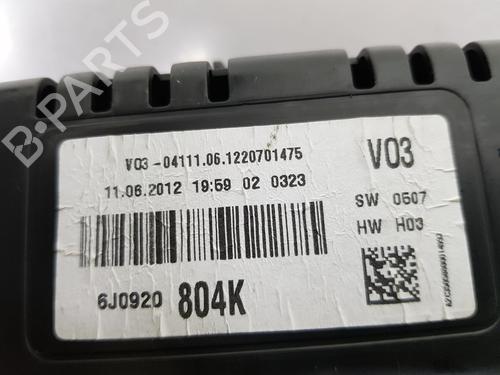 B-PARTS
V03-04111.06.1220701475
V03
11.06.2012 19:59 02 0323
SW 0507
HW H03
6J0920 804K